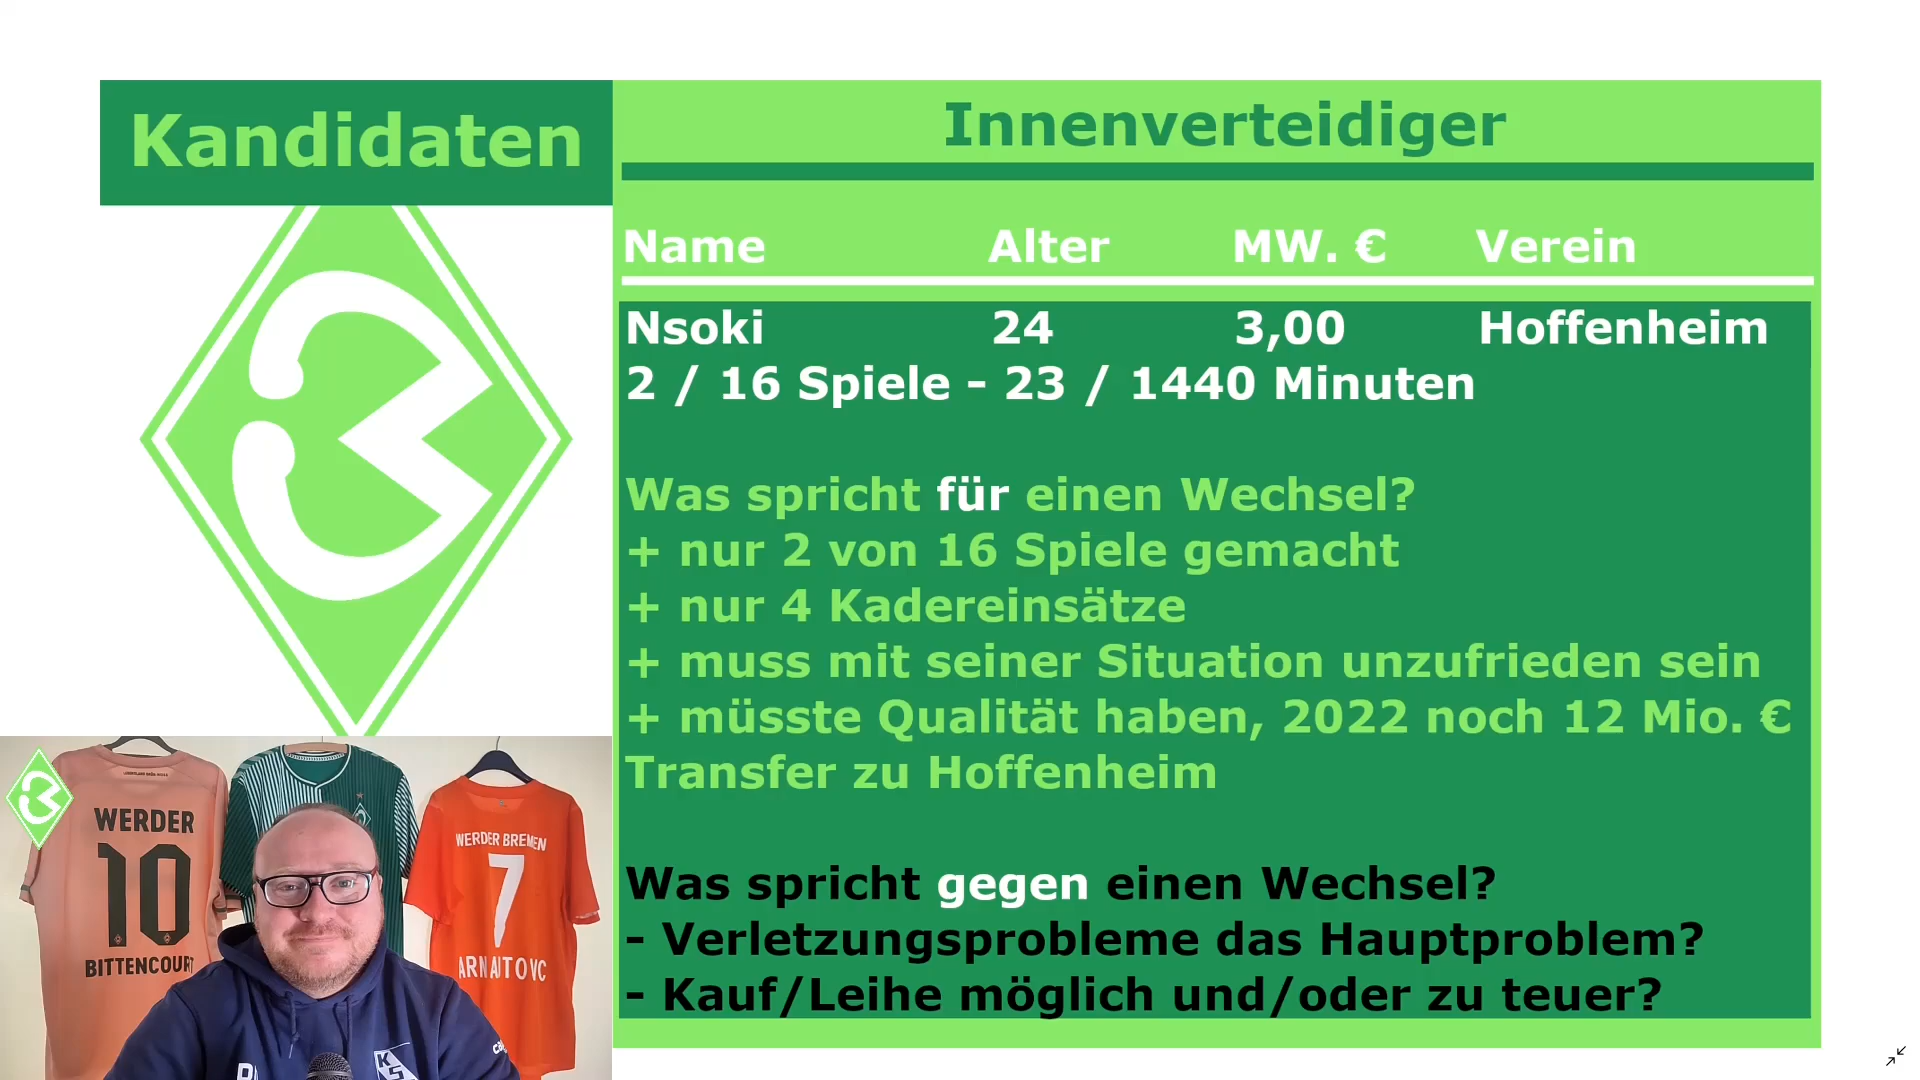 Kandidaten
Innenverteidiger
Name Alter MW. € Verein
Nsoki 24 3,00 Hoffenheim
2 / 16 Spiele - 23 / 1440 Minuten
Was spricht für einen Wechsel?
+ nur 2 von 16 Spiele gemacht
+ nur 4 Kadereinsätze
+ muss mit seiner Situation unzufrieden sein
+ müsste Qualität haben, 2022 noch 12 Mio. €
Transfer zu Hoffenheim
Was spricht gegen einen Wechsel?
- Verletzungsprobleme das Hauptproblem?
- Kauf/Leihe möglich und/oder zu teuer?
WERDER
10
BITTENCOURT
WERDER BREMEN
7
ARNAUTOVC
KS